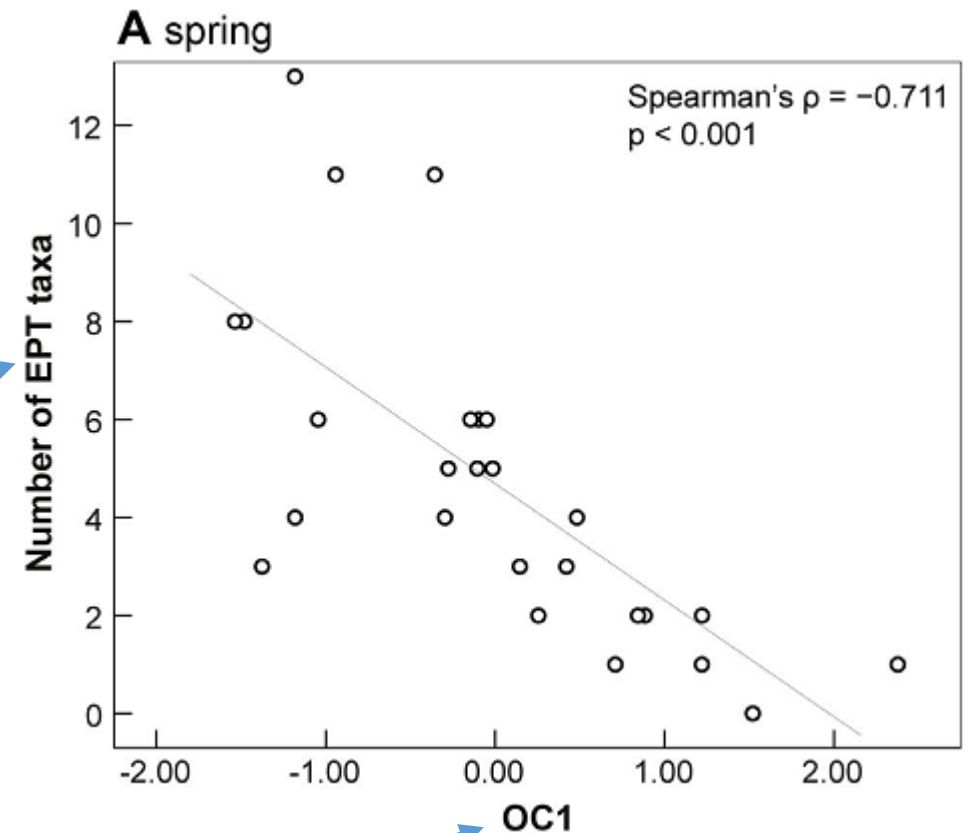 A spring
Spearman's ρ = −0.711
p < 0.001
Number of EPT taxa
12
10
8
6
4
2
0
-2.00 -1.00 0.00 1.00 2.00
OC1